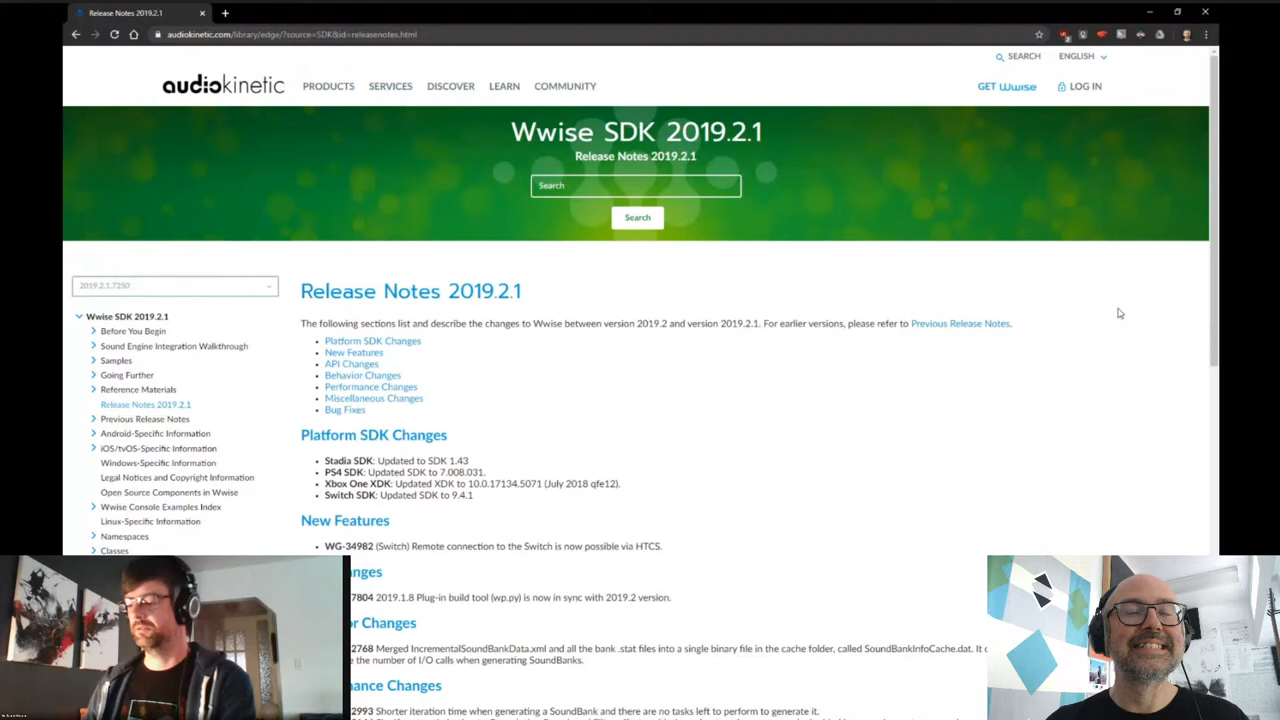 Release Notes 2019.2.1
audiokinetic.com/library/edge/?source=SDK&id=releasenotes.html
SEARCH ENGLISH
audiokinetic PRODUCTS SERVICES DISCOVER LEARN COMMUNITY GET Wwise LOG IN
Wwise SDK 2019.2.1
Release Notes 2019.2.1
Search
Search
2019.2.1.7250
Wwise SDK 2019.2.1
Before You Begin
Sound Engine Integration Walkthrough
Samples
Going Further
Reference Materials
Release Notes 2019.2.1
Previous Release Notes
Android-Specific Information
iOS/tvOS-Specific Information
Windows-Specific Information
Legal Notices and Copyright Information
Open Source Components in Wwise
Wwise Console Examples Index
Linux-Specific Information
Namespaces
Classes
Release Notes 2019.2.1
The following sections list and describe the changes to Wwise between version 2019.2 and version 2019.2.1. For earlier versions, please refer to Previous Release Notes.
Platform SDK Changes
New Features
API Changes
Behavior Changes
Performance Changes
Miscellaneous Changes
Bug Fixes
Platform SDK Changes
Stadia SDK: Updated to SDK 1.43
PS4 SDK: Updated SDK to 7.008.031.
Xbox One XDK: Updated XDK to 10.0.17134.5071 (July 2018 qfe12).
Switch SDK: Updated SDK to 9.4.1
New Features
WG-34982 (Switch) Remote connection to the Switch is now possible via HTCS.
anges
7804 2019.1.8 Plug-in build tool (wp.py) is now in sync with 2019.2 version.
r Changes
2768 Merged IncrementalSoundBankData.xml and all the bank .stat files into a single binary file in the cache folder, called SoundBankInfoCache.dat. It
the number of I/O calls when generating SoundBanks.
ance Changes
2993 Shorter iteration time when generating a SoundBank and there are no tasks left to perform to generate it.